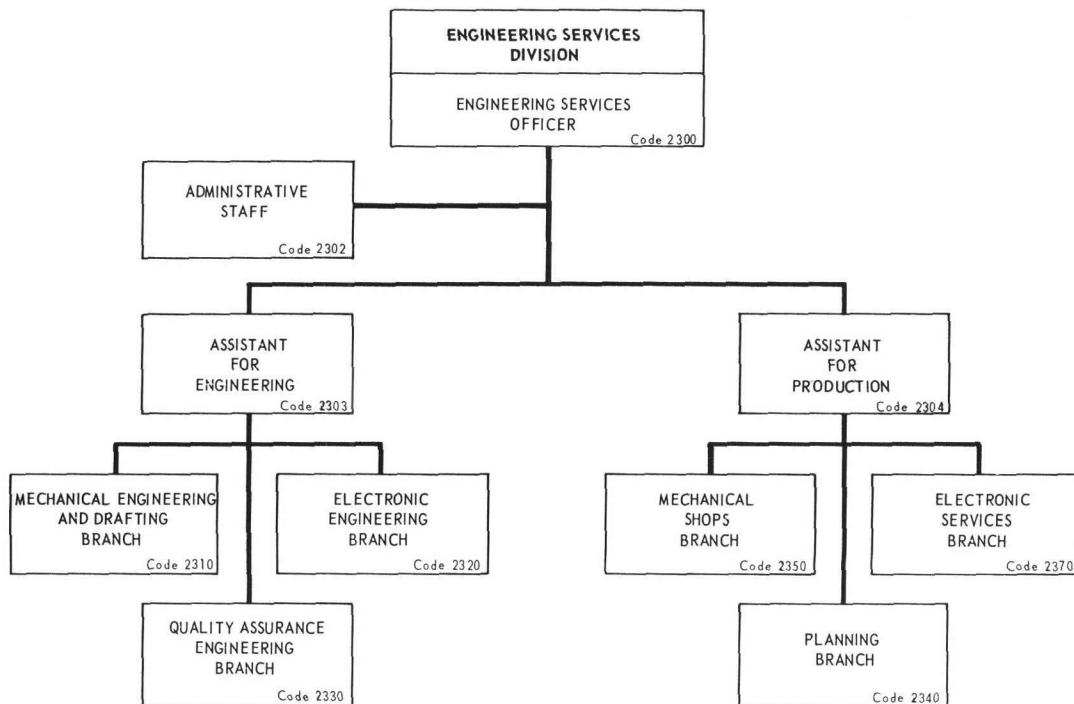 ENGINEERING SERVICES
DIVISION
ENGINEERING SERVICES
OFFICER
Code 2300
ADMINISTRATIVE
STAFF
Code 2302
ASSISTANT
FOR
ENGINEERING
Code 2303
ASSISTANT
FOR
PRODUCTION
Code 2304
MECHANICAL ENGINEERING
AND DRAFTING
BRANCH
Code 2310
ELECTRONIC
ENGINEERING
BRANCH
Code 2320
MECHANICAL
SHOPS
BRANCH
Code 2350
ELECTRONIC
SERVICES
BRANCH
Code 2370
QUALITY ASSURANCE
ENGINEERING
BRANCH
Code 2330
PLANNING
BRANCH
Code 2340